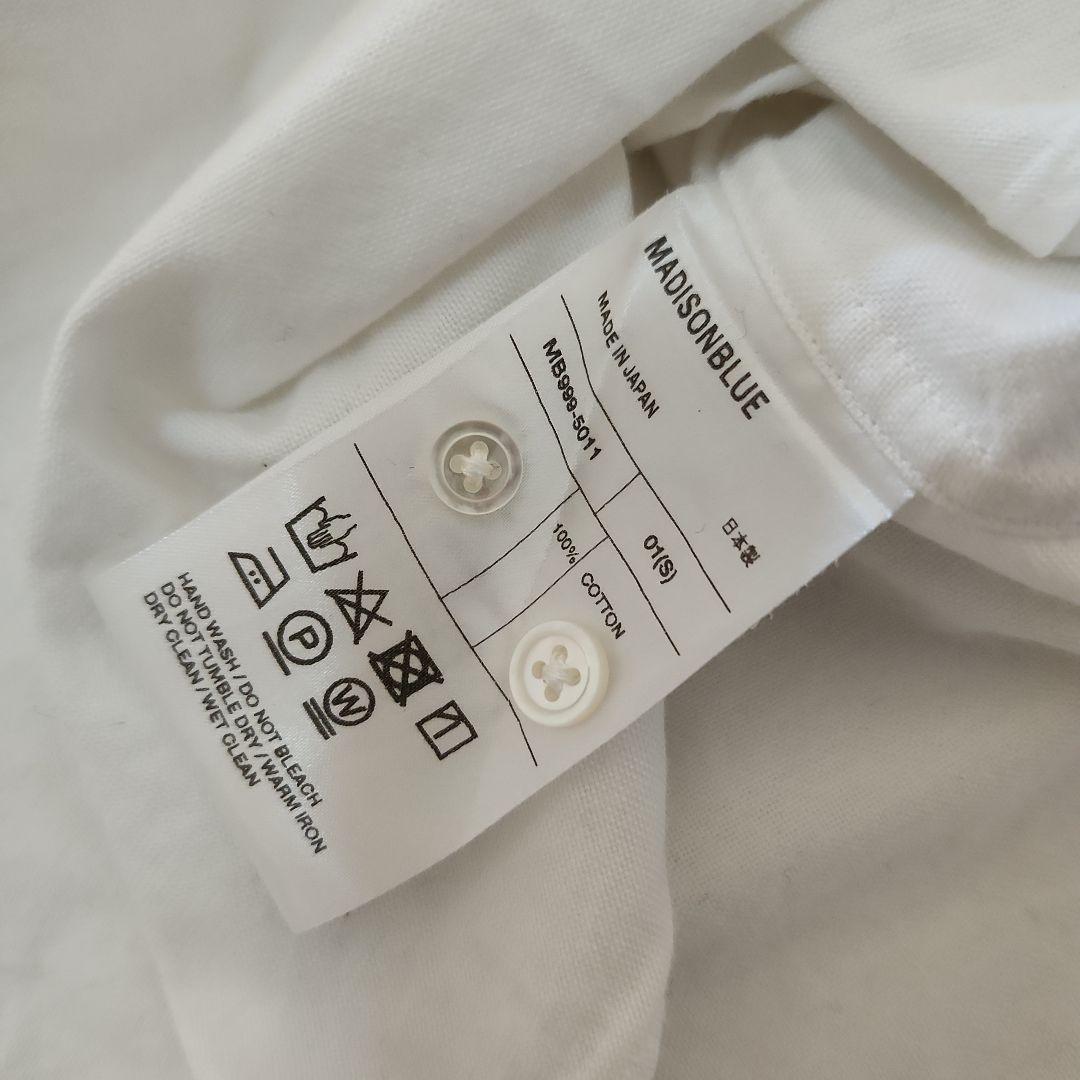 MADISONBLUE
MADE IN JAPAN 日本製
MB999-5011 01(S)
100% COTTON
P
W
HAND WASH / DO NOT BLEACH
DO NOT TUMBLE DRY / WARM IRON
DRY CLEAN / WET CLEAN